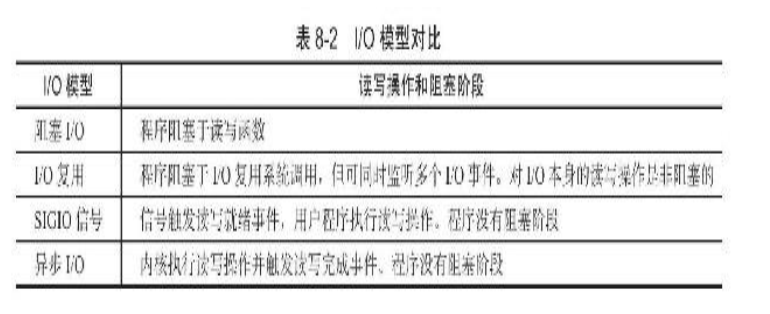 表 8-2 I/O 模型对比
I/O 模型 读写操作和阻塞阶段
阻塞 I/O 程序阻塞于读写函数
I/O 复用 程序阻塞于 I/O 复用系统调用，但可同时监听多个 I/O 事件。对 I/O 本身的读写操作是非阻塞的
SIGIO 信号 信号触发读写就绪事件，用户程序执行读写操作。程序没有阻塞阶段
异步 I/O 内核执行读写操作并触发读写完成事件。程序没有阻塞阶段